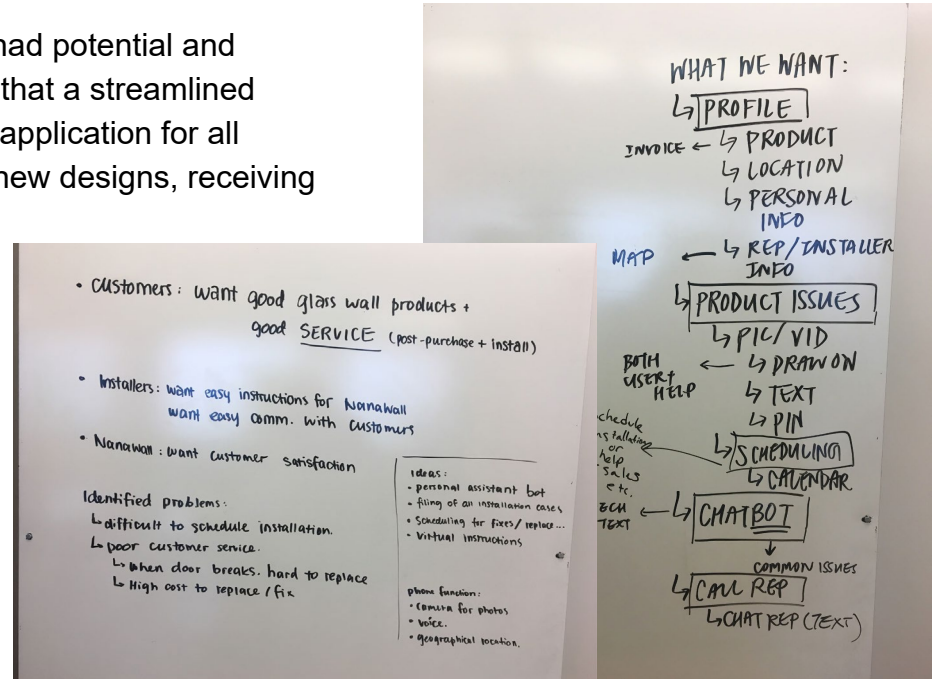 had potential and
that a streamlined
application for all
new designs, receiving
WHAT WE WANT:
↳ PROFILE
INVOICE ← ↳ PRODUCT
↳ LOCATION
↳ PERSONAL
INFO
MAP ← ↳ REP/INSTALLER
INFO
↳ PRODUCT ISSUES
↳ PIC/VID
BOTH ← ↳ DRAW ON
USER +
HELP ↳ TEXT
↳ PIN
schedule
installation
or
help
sales
etc.
↳ SCHEDULING
↳ CALENDAR
TEXT ← ↳ CHATBOT
↓
COMMON ISSUES
↳ CALL REP
↳ CHAT REP (TEXT)
• Customers: want good glass wall products +
good SERVICE (post-purchase + install)
• Installers: want easy instructions for Nanawall
want easy comm. with customers
• Nanawall: want customer satisfaction
Identified problems:
↳ difficult to schedule installation.
↳ poor customer service.
↳ when door breaks. hard to replace
↳ High cost to replace / fix
Ideas:
• personal assistant bot
• filing of all installation cases
• Scheduling for fixes/replace...
• Virtual instructions
phone function:
• camera for photos
• voice.
• geographical location.